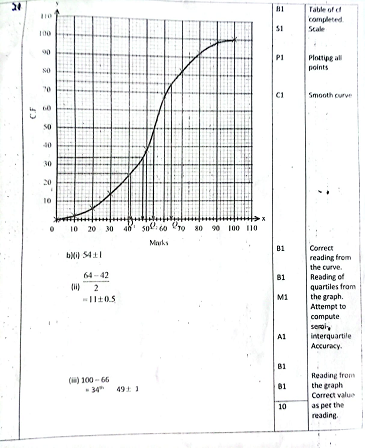 21
110
100
90
80
70
60
50
40
30
20
10
C.F
0 10 20 30 40 50 60 70 80 90 100 110 x
Marks
b)(i) 54 ± 1
(ii) 64 – 42
2
= 11 ± 0.5
(iii) 100 – 66
= 34th 49 ± 1
B1 Table of cf
completed
S1 Scale
P1 Plotting all
points
C1 Smooth curve
B1 Correct
reading from
the curve.
B1 Reading of
quartiles from
M1 the graph.
Attempt to
compute
semi
A1 interquartile
Accuracy.
B1
Reading from
B1 the graph
Correct value
10 as per the
reading.